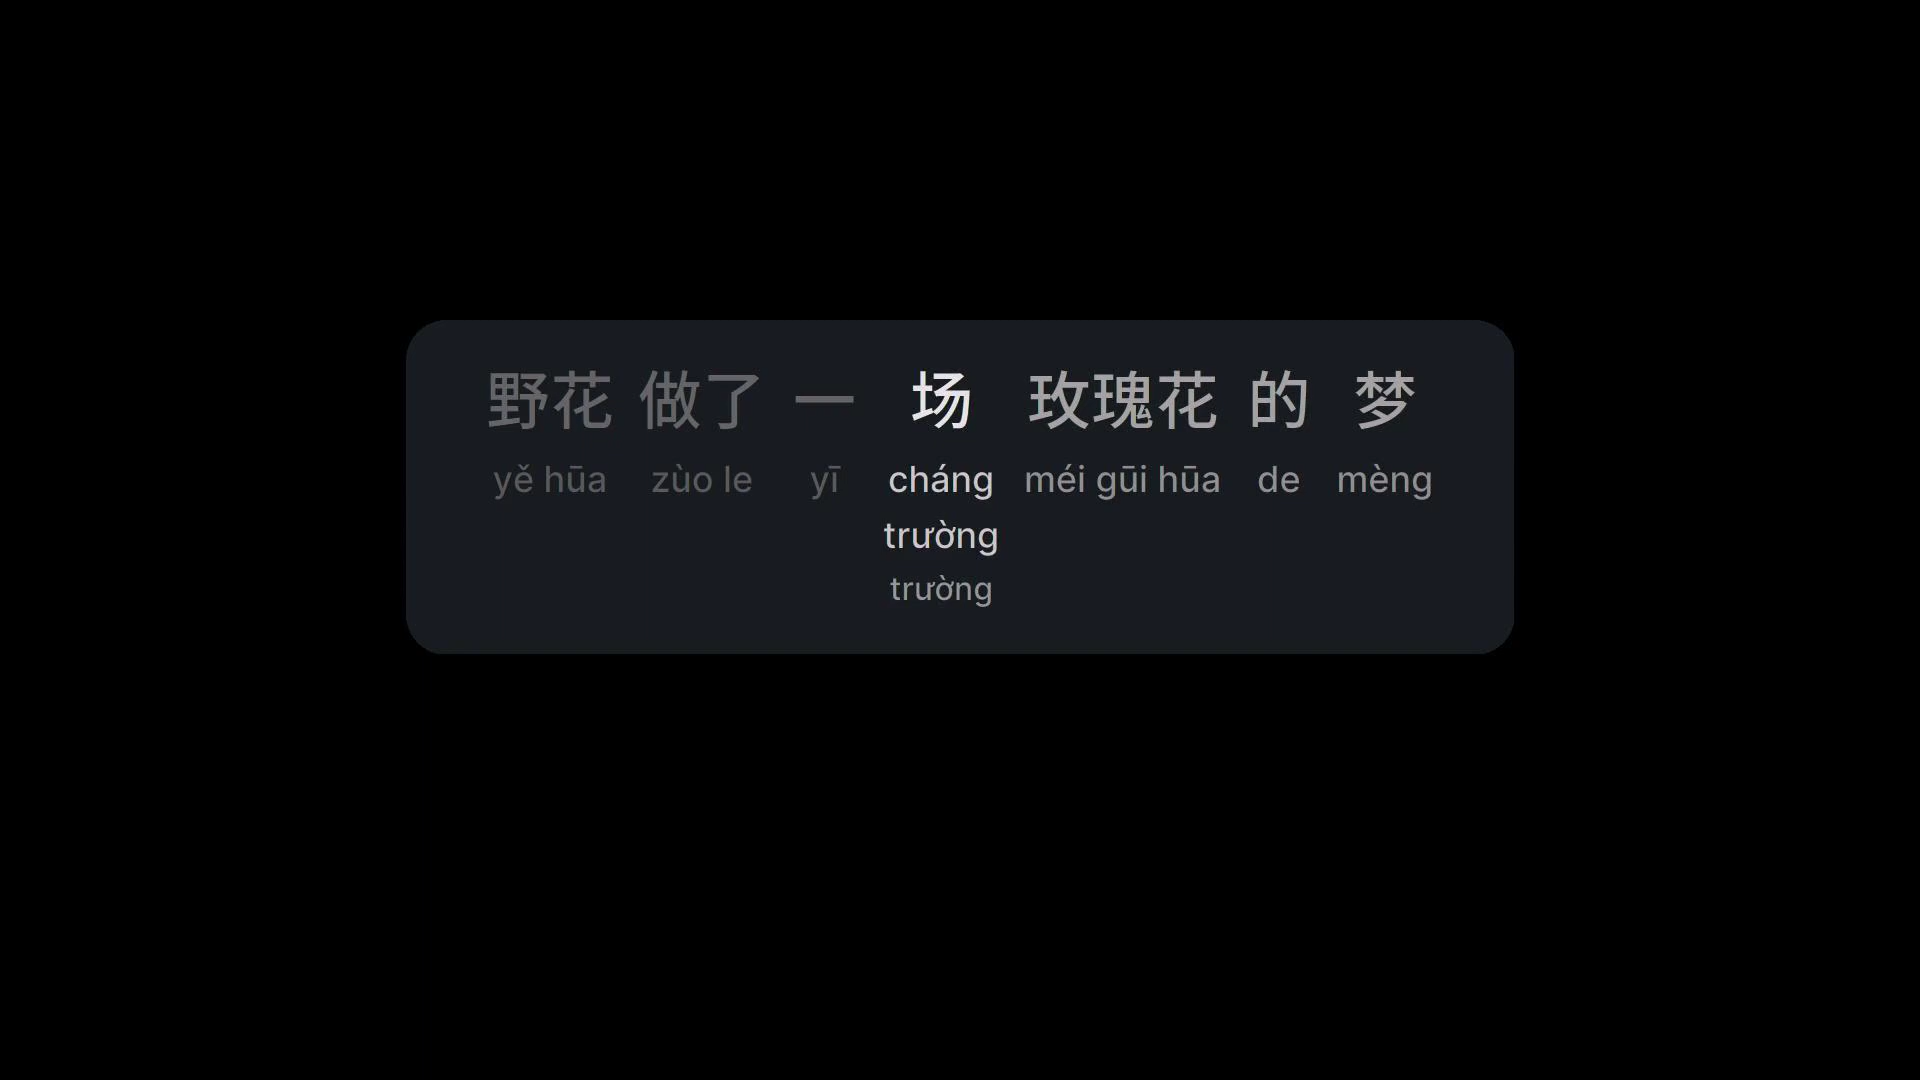 野花 做了 一 场 玫瑰花 的 梦
yě hūa zùo le yī cháng méi gūi hūa de mèng
trường
trường